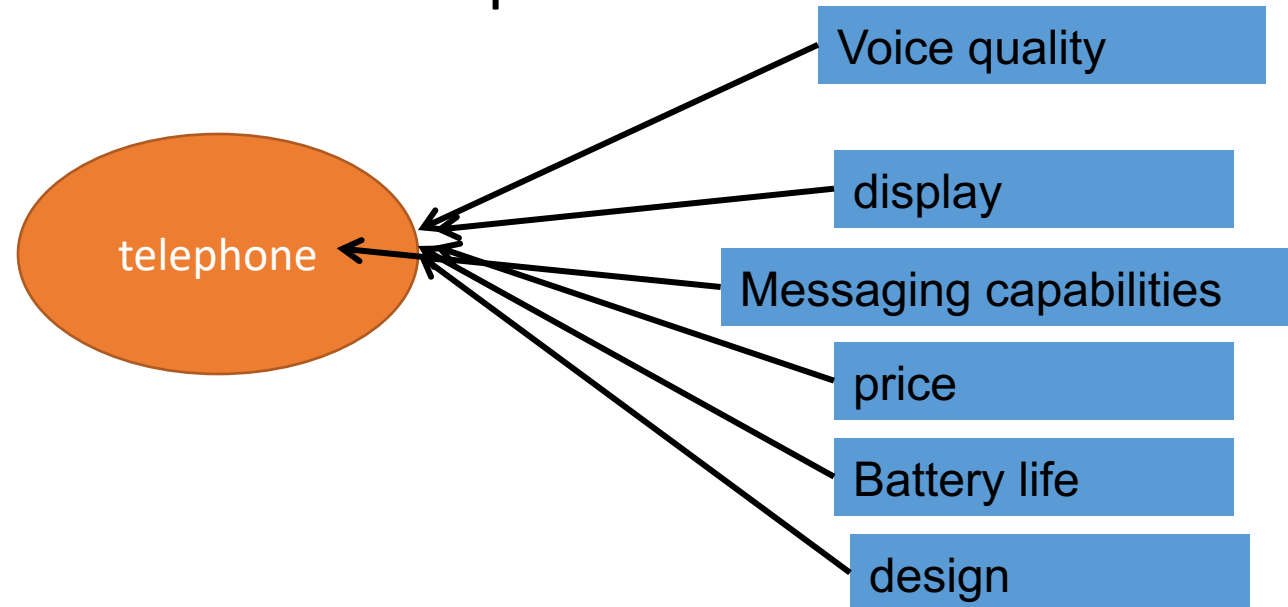 Voice quality
display
telephone
Messaging capabilities
price
Battery life
design